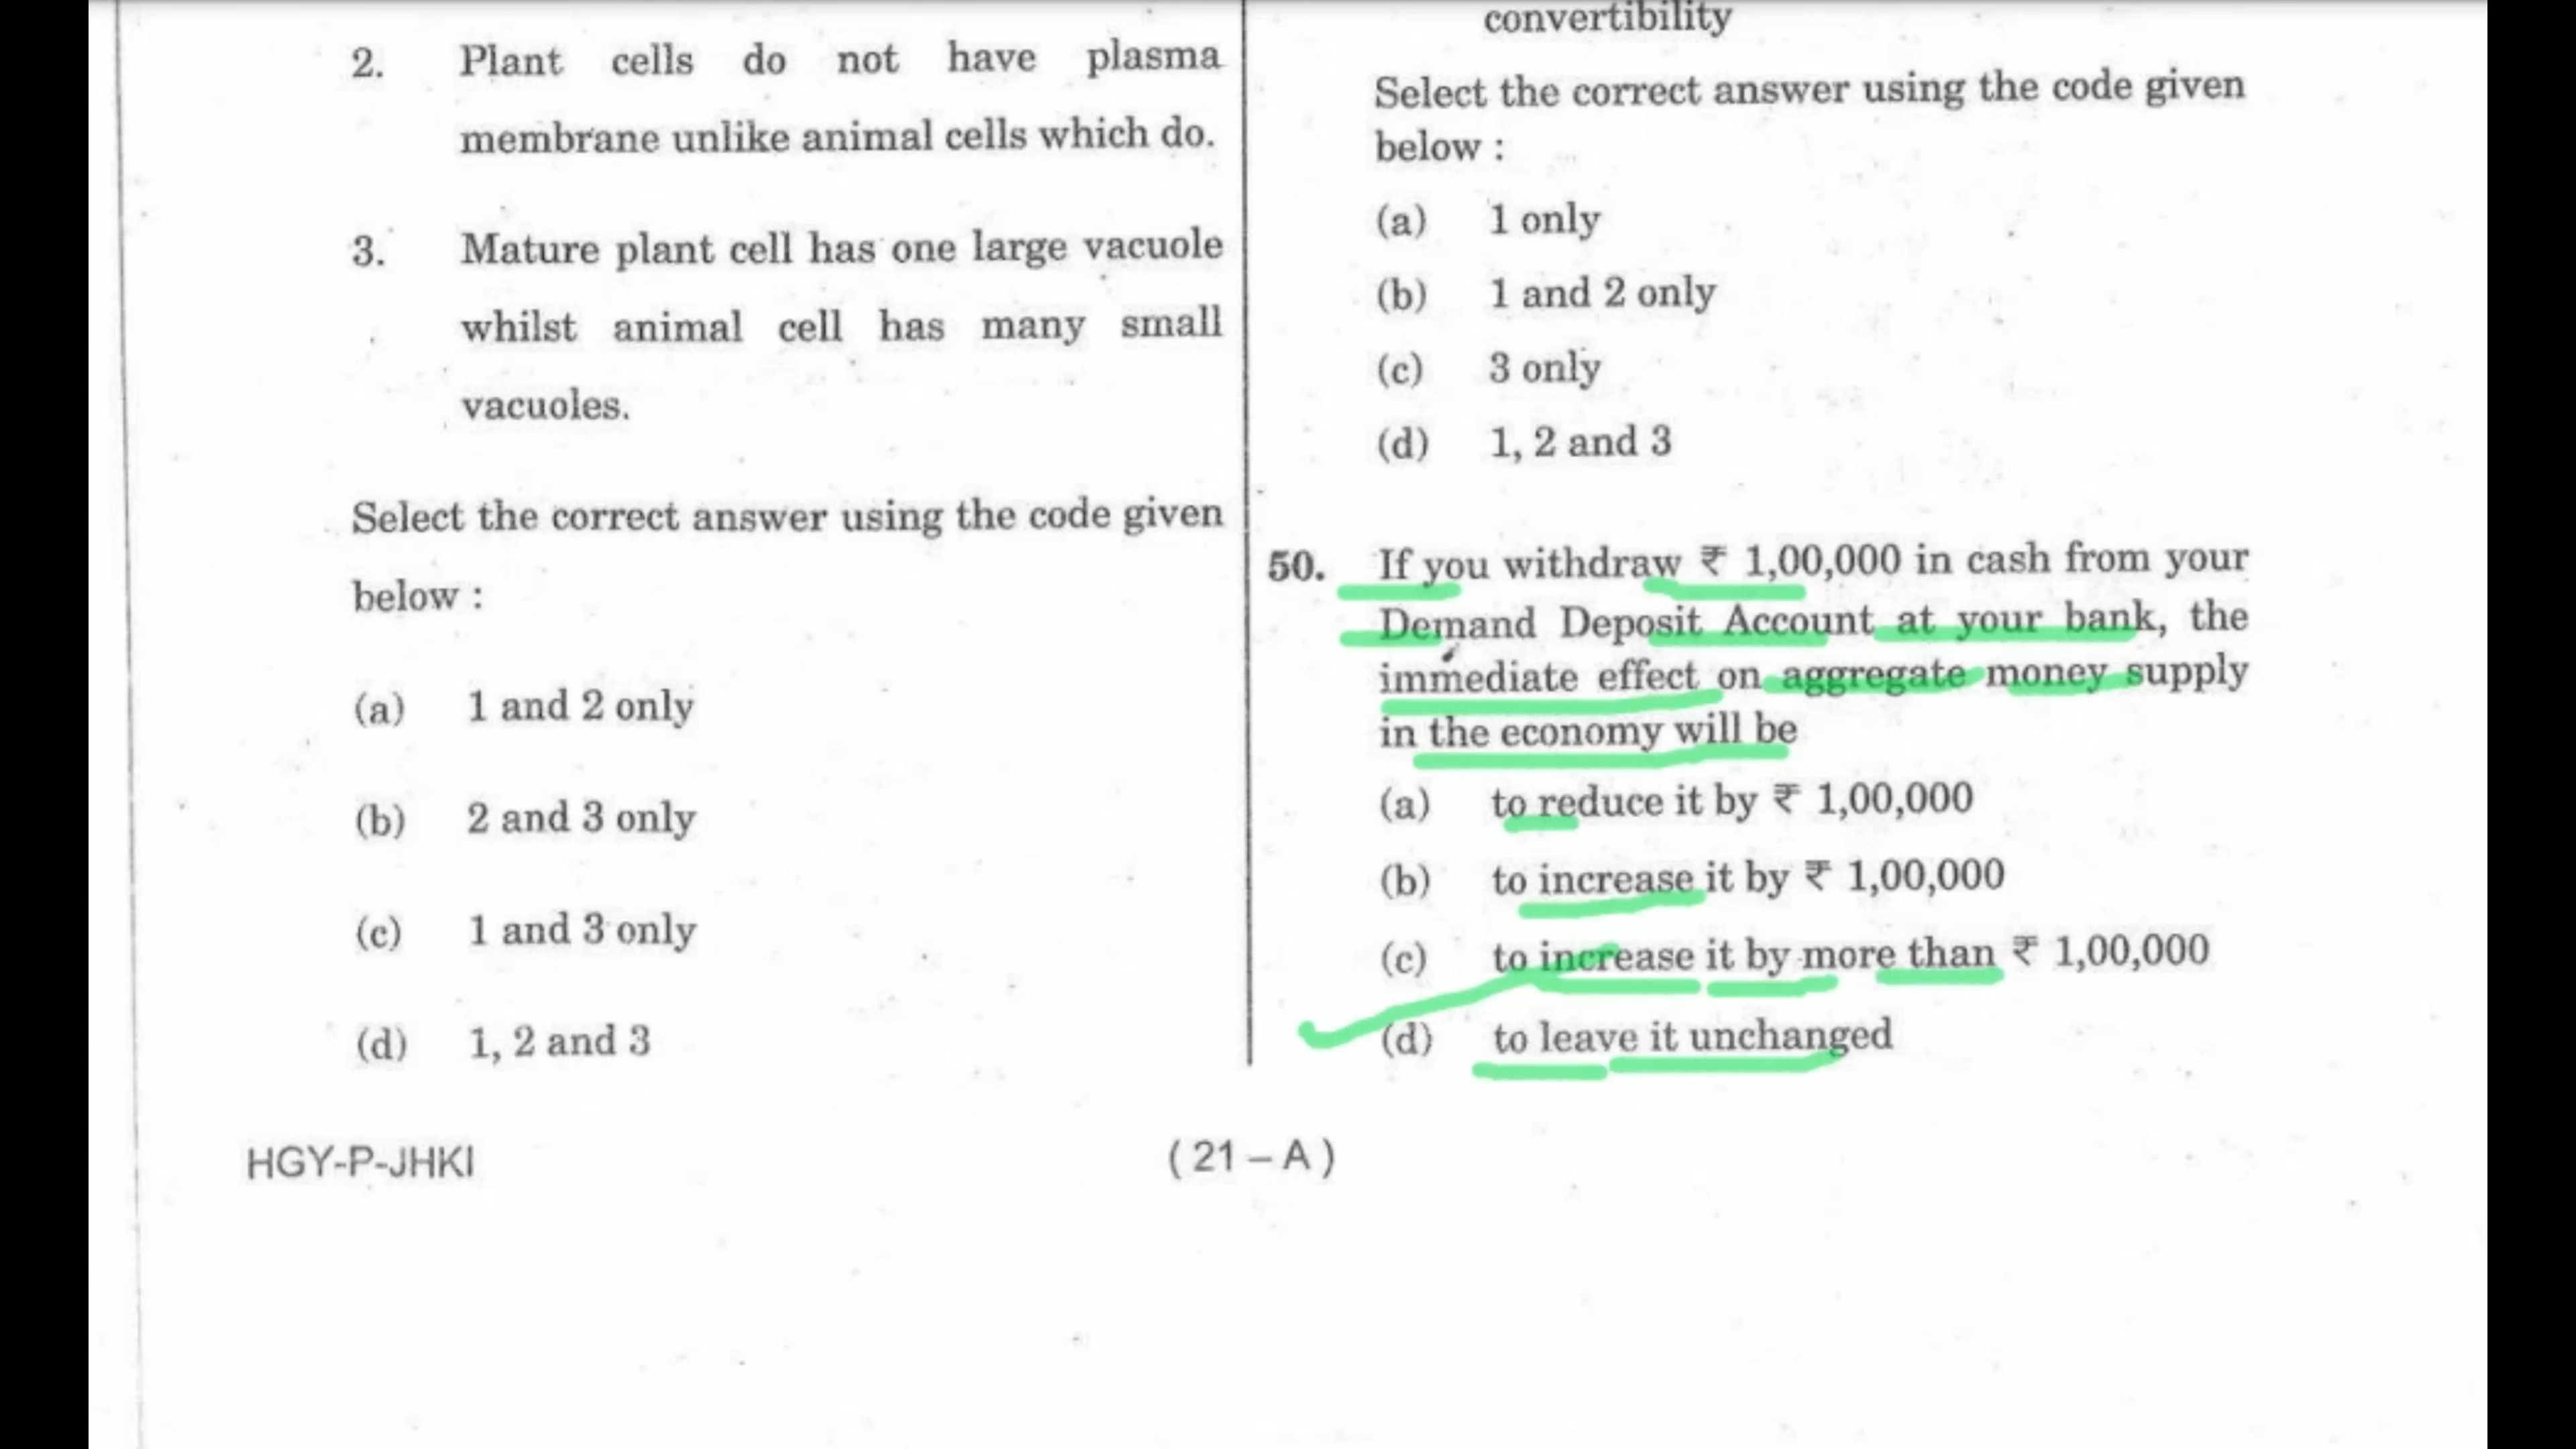 2. Plant cells do not have plasma
membrane unlike animal cells which do.
3. Mature plant cell has one large vacuole
whilst animal cell has many small
vacuoles.
Select the correct answer using the code given
below :
(a) 1 and 2 only
(b) 2 and 3 only
(c) 1 and 3 only
(d) 1, 2 and 3
convertibility
Select the correct answer using the code given
below :
(a) 1 only
(b) 1 and 2 only
(c) 3 only
(d) 1, 2 and 3
50. If you withdraw ₹ 1,00,000 in cash from your
Demand Deposit Account at your bank, the
immediate effect on aggregate money supply
in the economy will be
(a) to reduce it by ₹ 1,00,000
(b) to increase it by ₹ 1,00,000
(c) to increase it by more than ₹ 1,00,000
(d) to leave it unchanged
HGY-P-JHKI
( 21 – A )